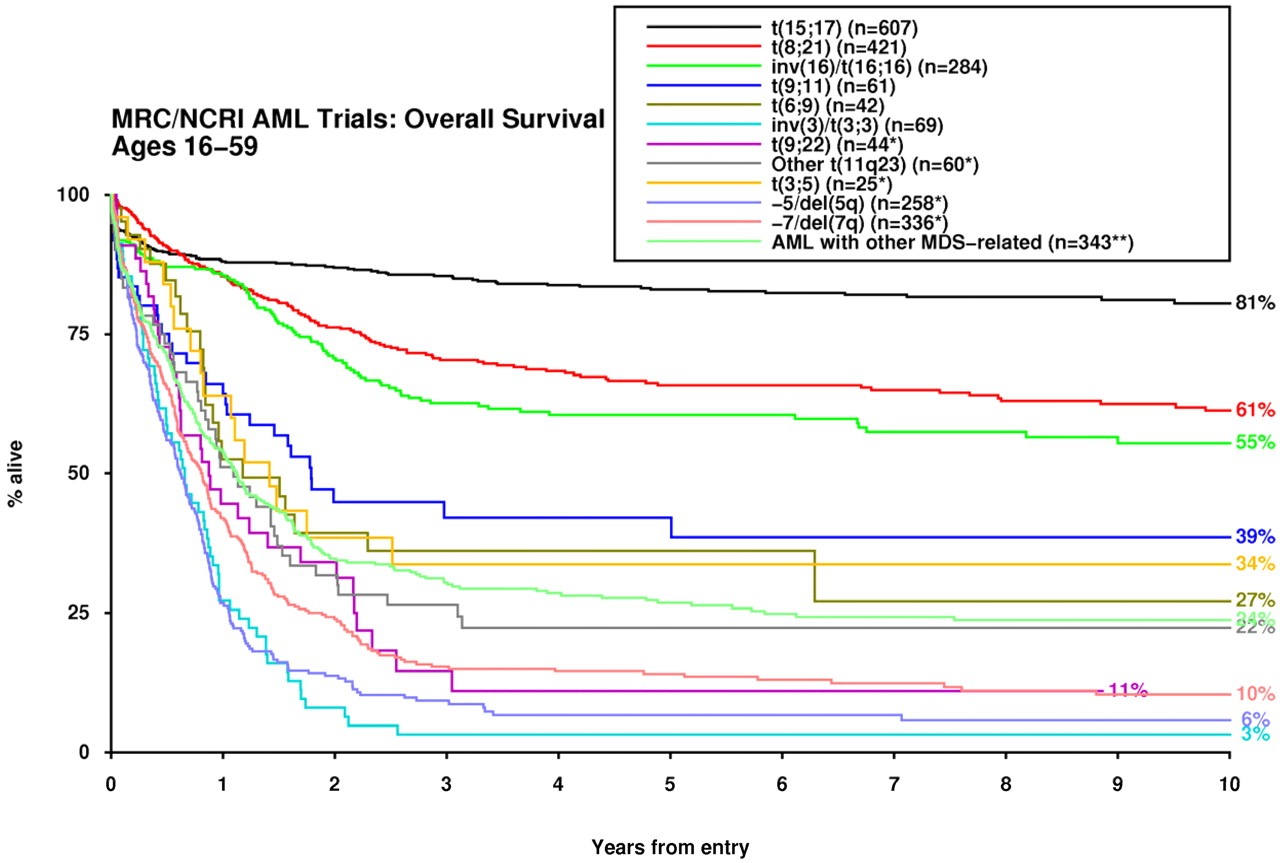 t(15;17) (n=607)
t(8;21) (n=421)
inv(16)/t(16;16) (n=284)
t(9;11) (n=61)
t(6;9) (n=42)
inv(3)/t(3;3) (n=69)
t(9;22) (n=44*)
Other t(11q23) (n=60*)
t(3;5) (n=25*)
−5/del(5q) (n=258*)
−7/del(7q) (n=336*)
AML with other MDS−related (n=343**)
MRC/NCRI AML Trials: Overall Survival
Ages 16−59
100
75
50
25
0
% alive
81%
61%
55%
39%
34%
27%
24%
22%
11%
10%
6%
3%
0 1 2 3 4 5 6 7 8 9 10
Years from entry